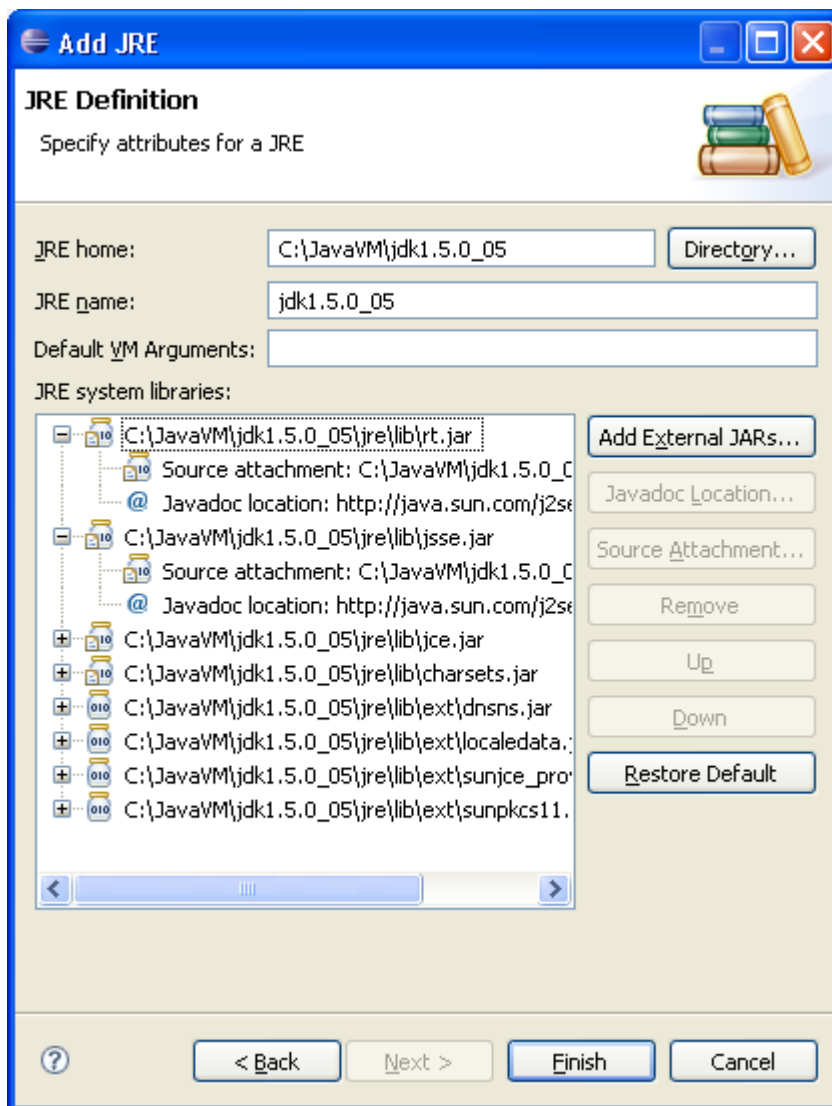 Add JRE
JRE Definition
Specify attributes for a JRE
JRE home: C:\JavaVM\jdk1.5.0_05 Directory...
JRE name: jdk1.5.0_05
Default VM Arguments:
JRE system libraries:
C:\JavaVM\jdk1.5.0_05\jre\lib\rt.jar
Source attachment: C:\JavaVM\jdk1.5.0_
Javadoc location: http://java.sun.com/j2se
C:\JavaVM\jdk1.5.0_05\jre\lib\jsse.jar
Source attachment: C:\JavaVM\jdk1.5.0_
Javadoc location: http://java.sun.com/j2se
C:\JavaVM\jdk1.5.0_05\jre\lib\jce.jar
C:\JavaVM\jdk1.5.0_05\jre\lib\charsets.jar
C:\JavaVM\jdk1.5.0_05\jre\lib\ext\dnsns.jar
C:\JavaVM\jdk1.5.0_05\jre\lib\ext\localedata.
C:\JavaVM\jdk1.5.0_05\jre\lib\ext\sunjce_pro
C:\JavaVM\jdk1.5.0_05\jre\lib\ext\sunpkcs11.
Add External JARs...
Javadoc Location...
Source Attachment...
Remove
Up
Down
Restore Default
? < Back Next > Finish Cancel